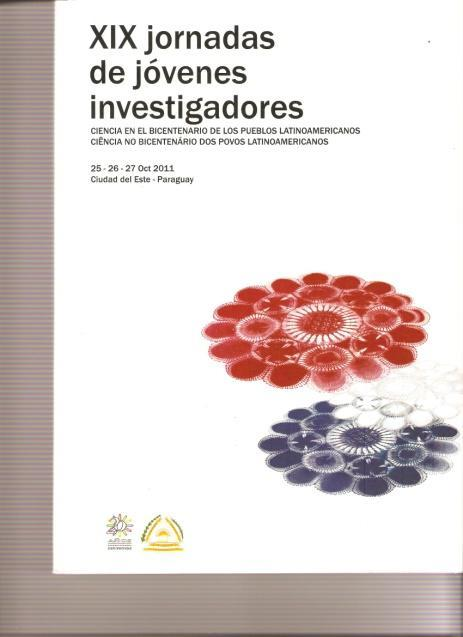 XIX jornadas
de jóvenes
investigadores
CIENCIA EN EL BICENTENARIO DE LOS PUEBLOS LATINOAMERICANOS
CIÊNCIA NO BICENTENÁRIO DOS POVOS LATINOAMERICANOS
25 - 26 - 27 Oct 2011
Ciudad del Este - Paraguay
20
AÑOS